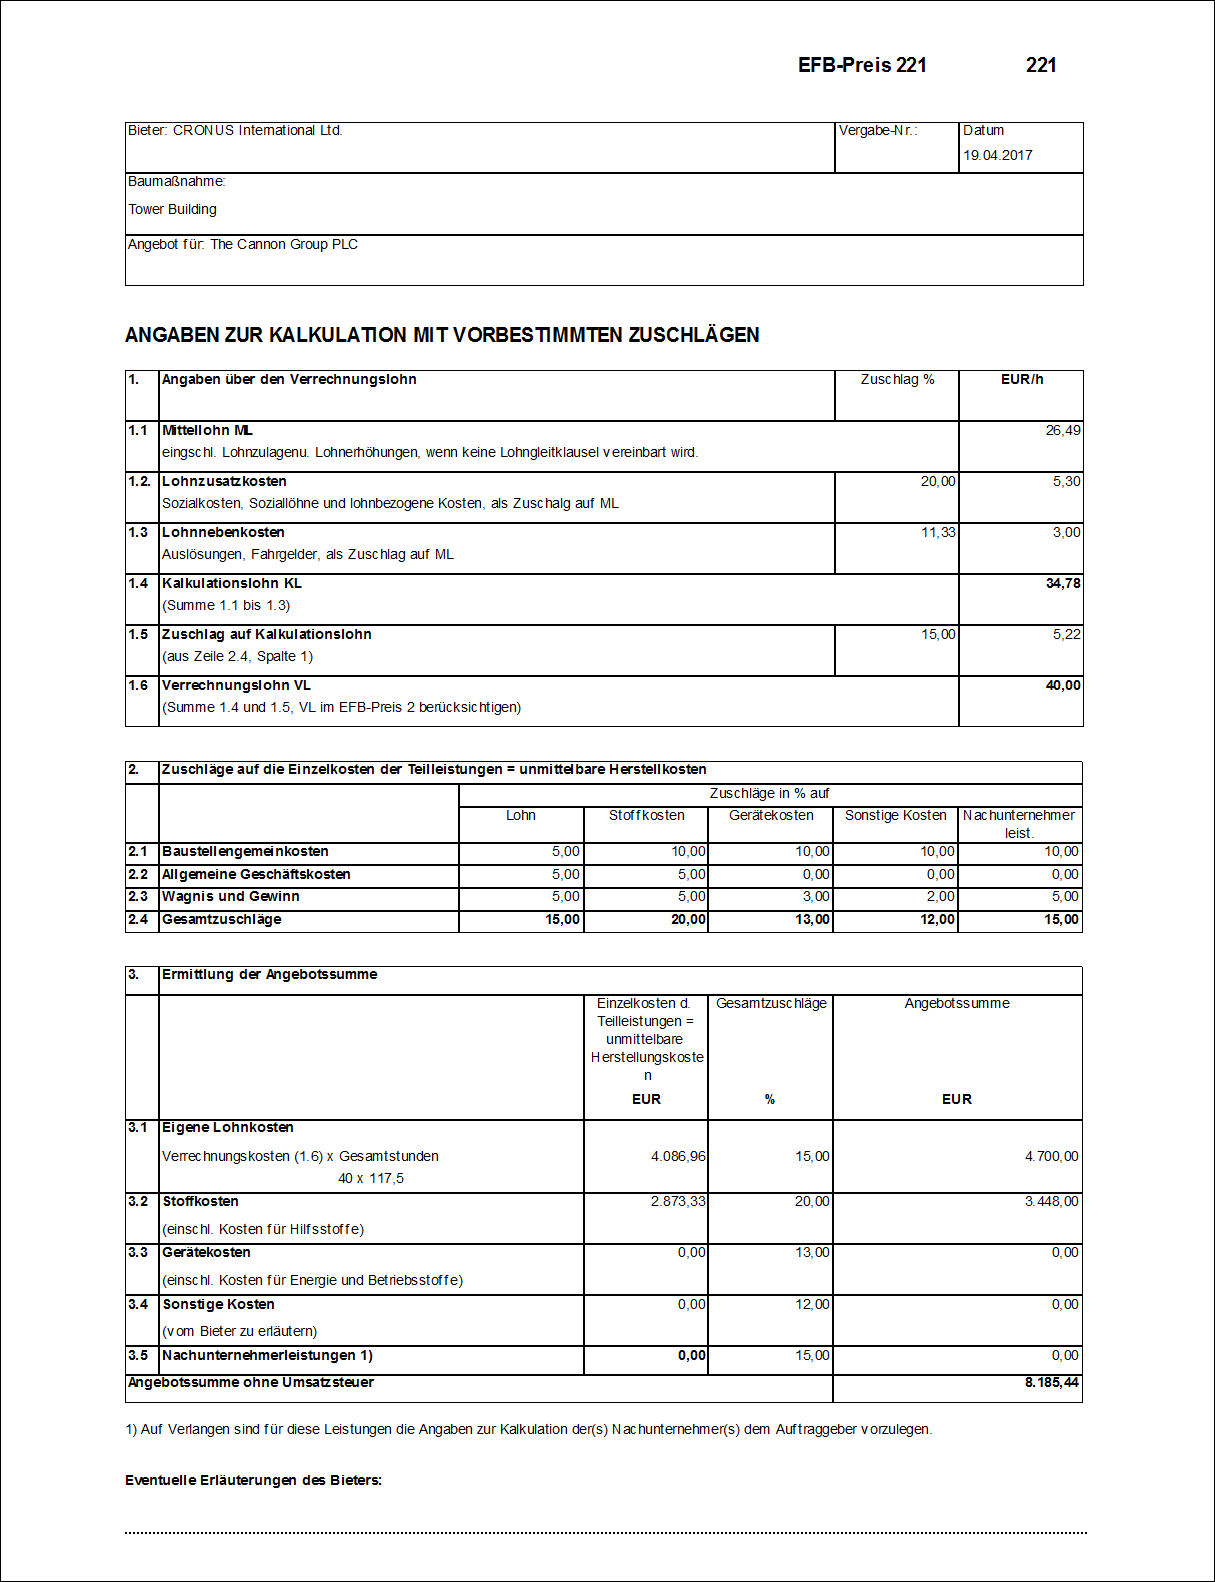 EFB-Preis 221 221
Bieter: CRONUS International Ltd. Vergabe-Nr.: Datum
19.04.2017
Baumaßnahme:
Tower Building
Angebot für: The Cannon Group PLC
ANGABEN ZUR KALKULATION MIT VORBESTIMMTEN ZUSCHLÄGEN
1. Angaben über den Verrechnungslohn Zuschlag % EUR/h
1.1 Mittellohn ML 26,49
eingschl. Lohnzulagenu. Lohnerhöhungen, wenn keine Lohngleitklausel vereinbart wird.
1.2. Lohnzusatzkosten 20,00 5,30
Sozialkosten, Soziallöhne und lohnbezogene Kosten, als Zuschalg auf ML
1.3 Lohnnebenkosten 11,33 3,00
Auslösungen, Fahrgelder, als Zuschlag auf ML
1.4 Kalkulationslohn KL 34,78
(Summe 1.1 bis 1.3)
1.5 Zuschlag auf Kalkulationslohn 15,00 5,22
(aus Zeile 2.4, Spalte 1)
1.6 Verrechnungslohn VL 40,00
(Summe 1.4 und 1.5, VL im EFB-Preis 2 berücksichtigen)
2. Zuschläge auf die Einzelkosten der Teilleistungen = unmittelbare Herstellkosten
Zuschläge in % auf
Lohn Stoffkosten Gerätekosten Sonstige Kosten Nachunternehmer
leist.
2.1 Baustellengemeinkosten 5,00 10,00 10,00 10,00 10,00
2.2 Allgemeine Geschäftskosten 5,00 5,00 0,00 0,00 0,00
2.3 Wagnis und Gewinn 5,00 5,00 3,00 2,00 5,00
2.4 Gesamtzuschläge 15,00 20,00 13,00 12,00 15,00
3. Ermittlung der Angebotssumme
Einzelkosten d. Gesamtzuschläge Angebotssumme
Teilleistungen =
unmittelbare
Herstellungskoste
n
EUR % EUR
3.1 Eigene Lohnkosten
Verrechnungskosten (1.6) x Gesamtstunden 4.086,96 15,00 4.700,00
40 x 117,5
3.2 Stoffkosten 2.873,33 20,00 3.448,00
(einschl. Kosten für Hilfsstoffe)
3.3 Gerätekosten 0,00 13,00 0,00
(einschl. Kosten für Energie und Betriebsstoffe)
3.4 Sonstige Kosten 0,00 12,00 0,00
(vom Bieter zu erläutern)
3.5 Nachunternehmerleistungen 1) 0,00 15,00 0,00
Angebotssumme ohne Umsatzsteuer 8.185,44
1) Auf Verlangen sind für diese Leistungen die Angaben zur Kalkulation der(s) Nachunternehmer(s) dem Auftraggeber vorzulegen.
Eventuelle Erläuterungen des Bieters: